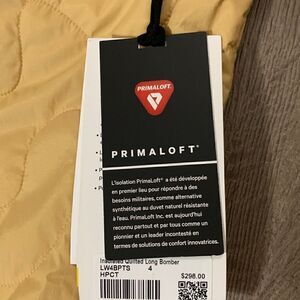 PRIMALOFT
PRIMALOFT®
L'isolation PrimaLoft® a été développée
en premier lieu pour répondre à des
besoins militaires, comme alternative
synthétique au duvet naturel résistante
à l'eau. PrimaLoft Inc. est aujourd'hui
reconnu partout et par tous comme un
pionnier et un leader incontesté en
termes de solutions de confort innovatrices.
Insulated Quilted Long Bomber
LW4BPTS 4
HPCT $298.00